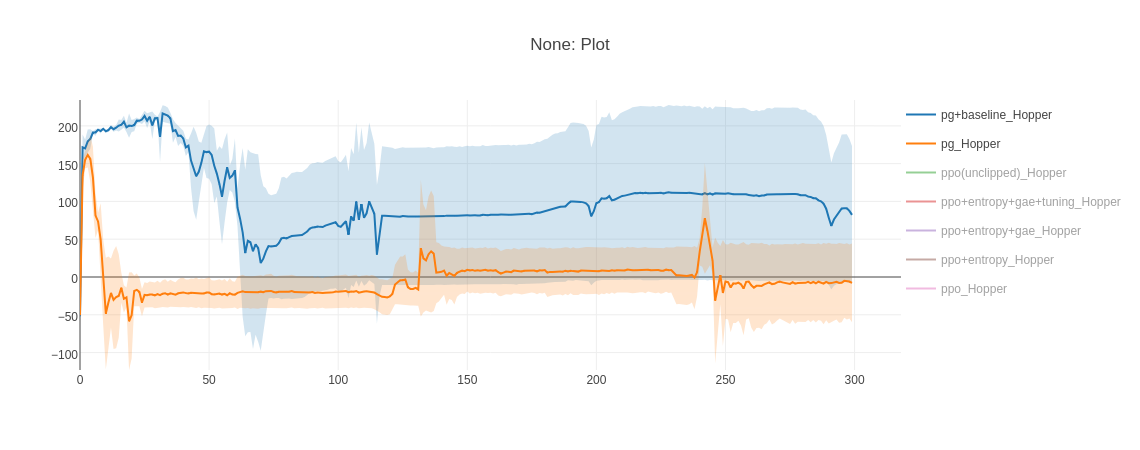 None: Plot
200
150
100
50
0
−50
−100
0
50
100
150
200
250
300
pg+baseline_Hopper
pg_Hopper
ppo(unclipped)_Hopper
ppo+entropy+gae+tuning_Hopper
ppo+entropy+gae_Hopper
ppo+entropy_Hopper
ppo_Hopper